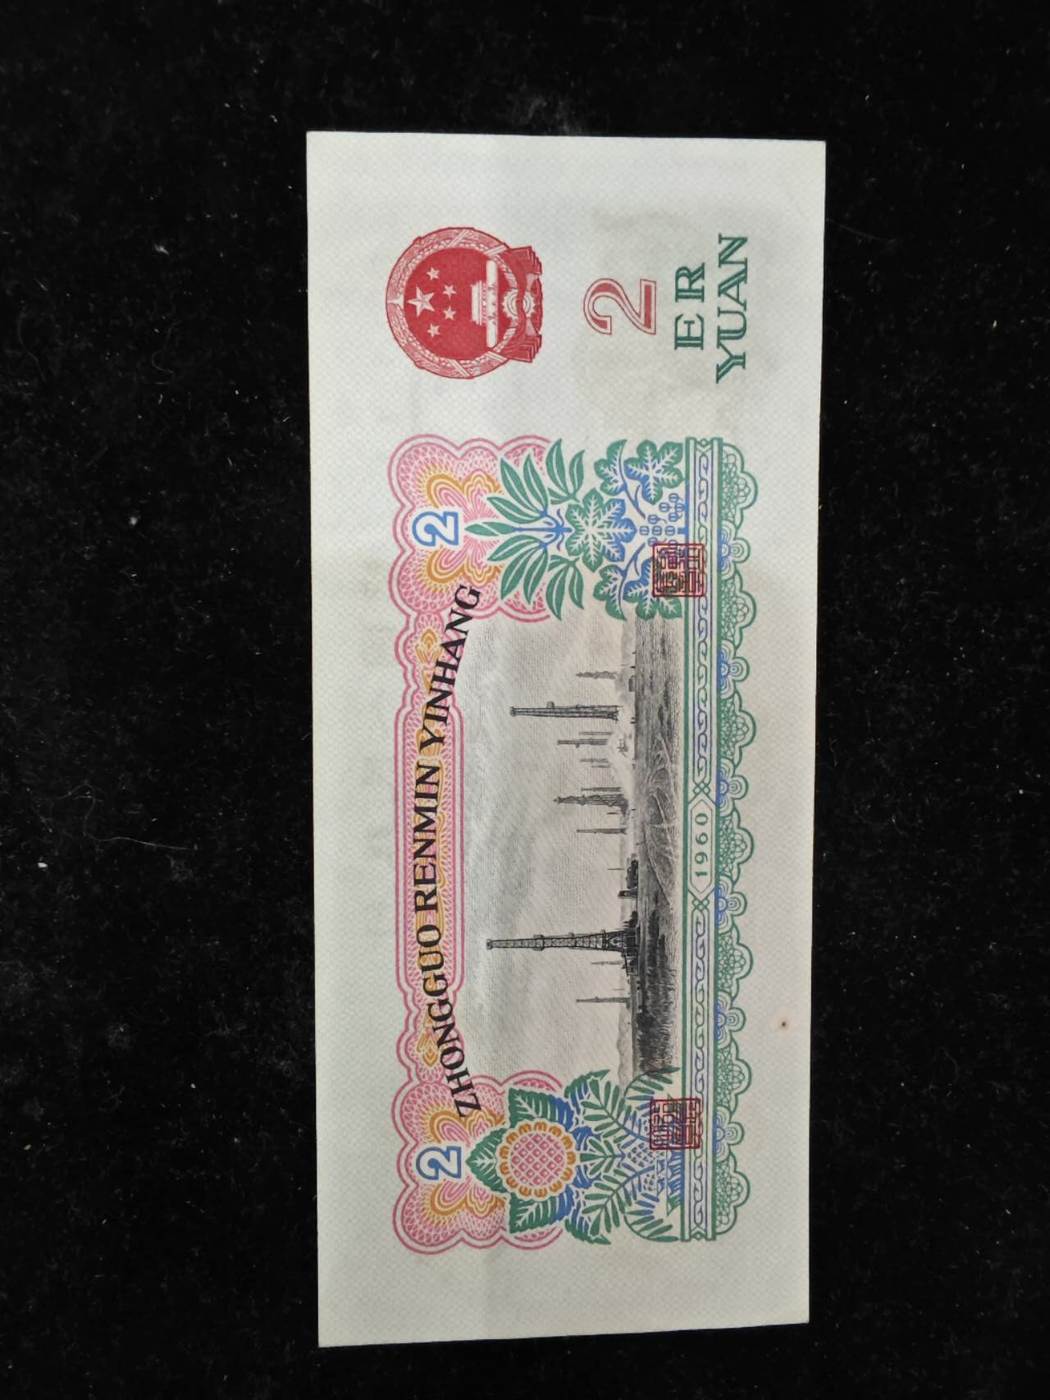 ZHONGGUO RENMIN YINHANG
2
2
2
ER
YUAN
1960